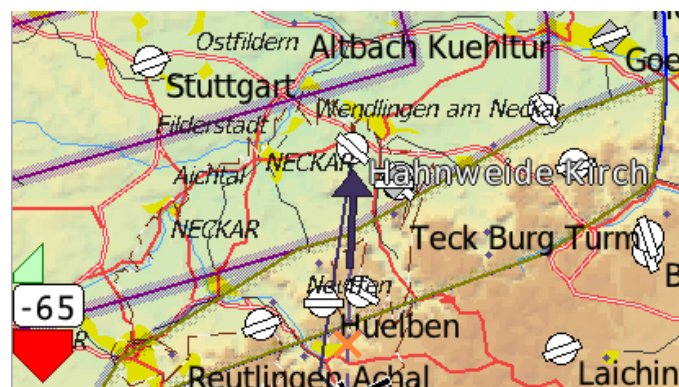 Ostfildern
Altbach Kuehltur
Goe
Stuttgart
Wendlingen am Neckar
Filderstadt
NECKAR
Hahnweide Kirch
Aichtal
NECKAR
Teck Burg Turm
B
Neuffen
-65
R
Huelben
Reutlingen Achal
Laichin